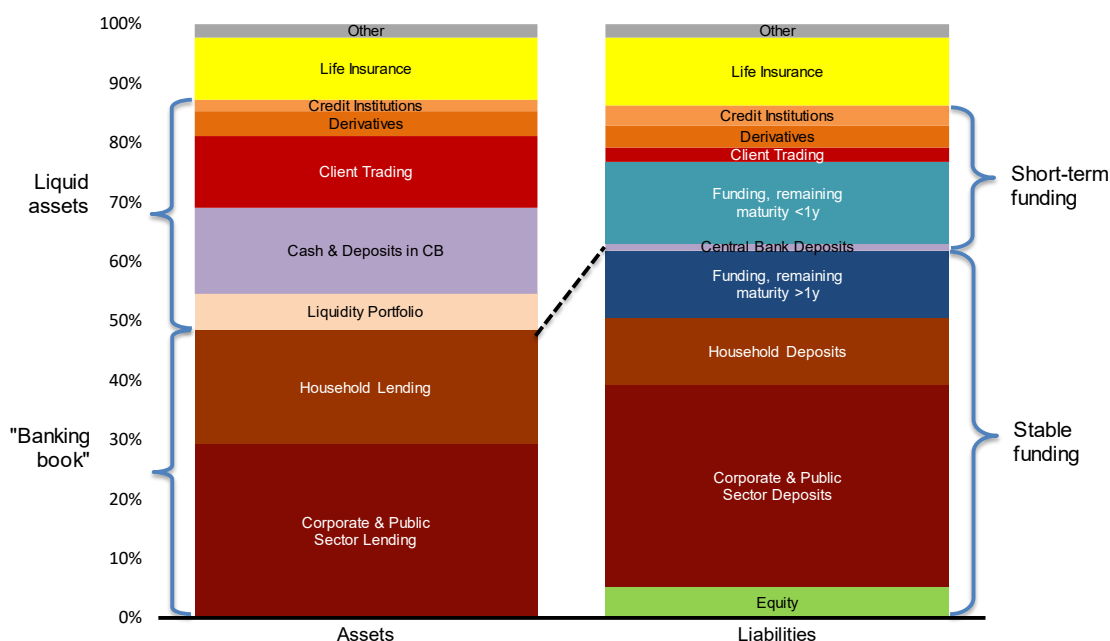 100%
90%
80%
70%
60%
50%
40%
30%
20%
10%
0%
Liquid
assets
"Banking
book"
Other
Life Insurance
Credit Institutions
Derivatives
Client Trading
Cash & Deposits in CB
Liquidity Portfolio
Household Lending
Corporate & Public
Sector Lending
Assets
Other
Life Insurance
Credit Institutions
Derivatives
Client Trading
Funding, remaining
maturity <1y
Central Bank Deposits
Funding, remaining
maturity >1y
Household Deposits
Corporate & Public
Sector Deposits
Equity
Liabilities
Short-term
funding
Stable
funding